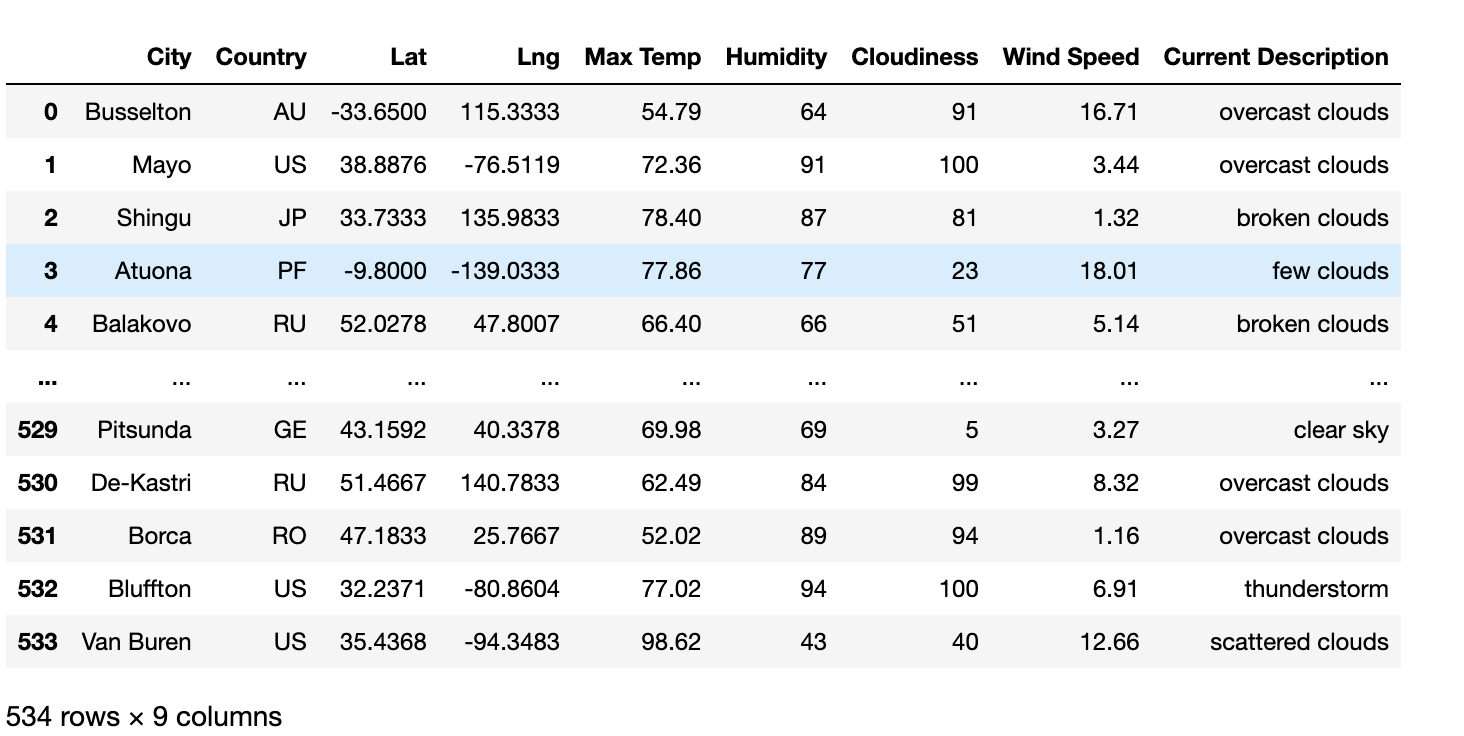 City Country Lat Lng Max Temp Humidity Cloudiness Wind Speed Current Description
0 Busselton AU -33.6500 115.3333 54.79 64 91 16.71 overcast clouds
1 Mayo US 38.8876 -76.5119 72.36 91 100 3.44 overcast clouds
2 Shingu JP 33.7333 135.9833 78.40 87 81 1.32 broken clouds
3 Atuona PF -9.8000 -139.0333 77.86 77 23 18.01 few clouds
4 Balakovo RU 52.0278 47.8007 66.40 66 51 5.14 broken clouds
... ... ... ... ... ... ... ... ... ...
529 Pitsunda GE 43.1592 40.3378 69.98 69 5 3.27 clear sky
530 De-Kastri RU 51.4667 140.7833 62.49 84 99 8.32 overcast clouds
531 Borca RO 47.1833 25.7667 52.02 89 94 1.16 overcast clouds
532 Bluffton US 32.2371 -80.8604 77.02 94 100 6.91 thunderstorm
533 Van Buren US 35.4368 -94.3483 98.62 43 40 12.66 scattered clouds
534 rows × 9 columns